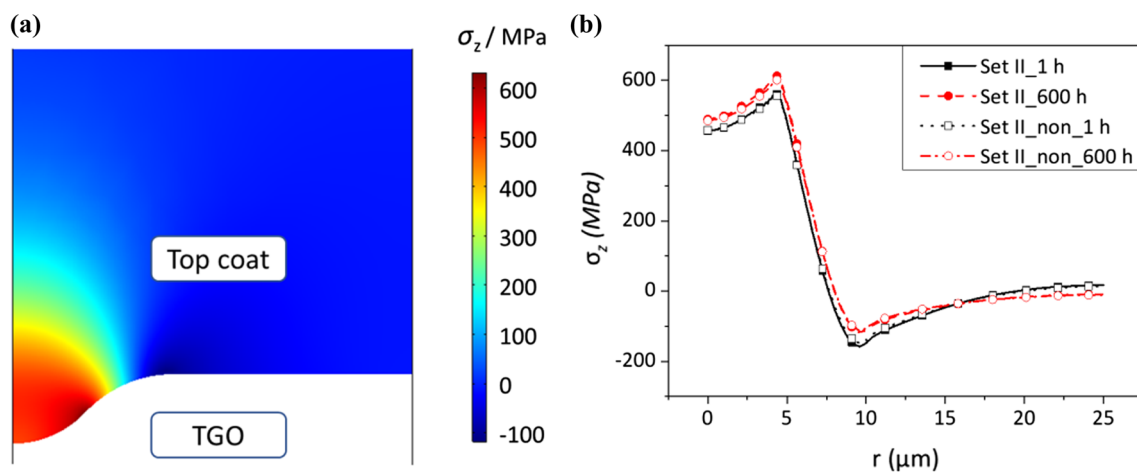 (a)
σz / MPa
600
500
400
300
200
100
0
-100
Top coat
TGO
(b)
Set II_1 h
Set II_600 h
Set II_non_1 h
Set II_non_600 h
σz (MPa)
600
400
200
0
-200
0
5
10
15
20
25
r (μm)